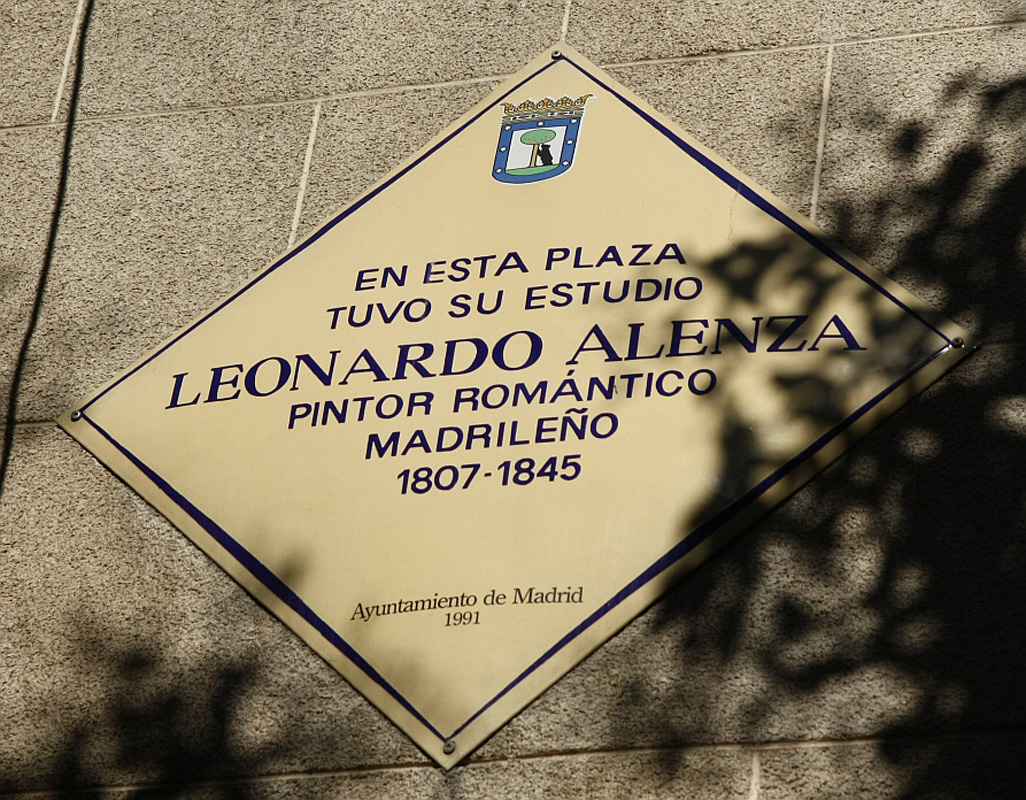 EN ESTA PLAZA
TUVO SU ESTUDIO
LEONARDO ALENZA
PINTOR ROMÁNTICO
MADRILEÑO
1807-1845
Ayuntamiento de Madrid
1991